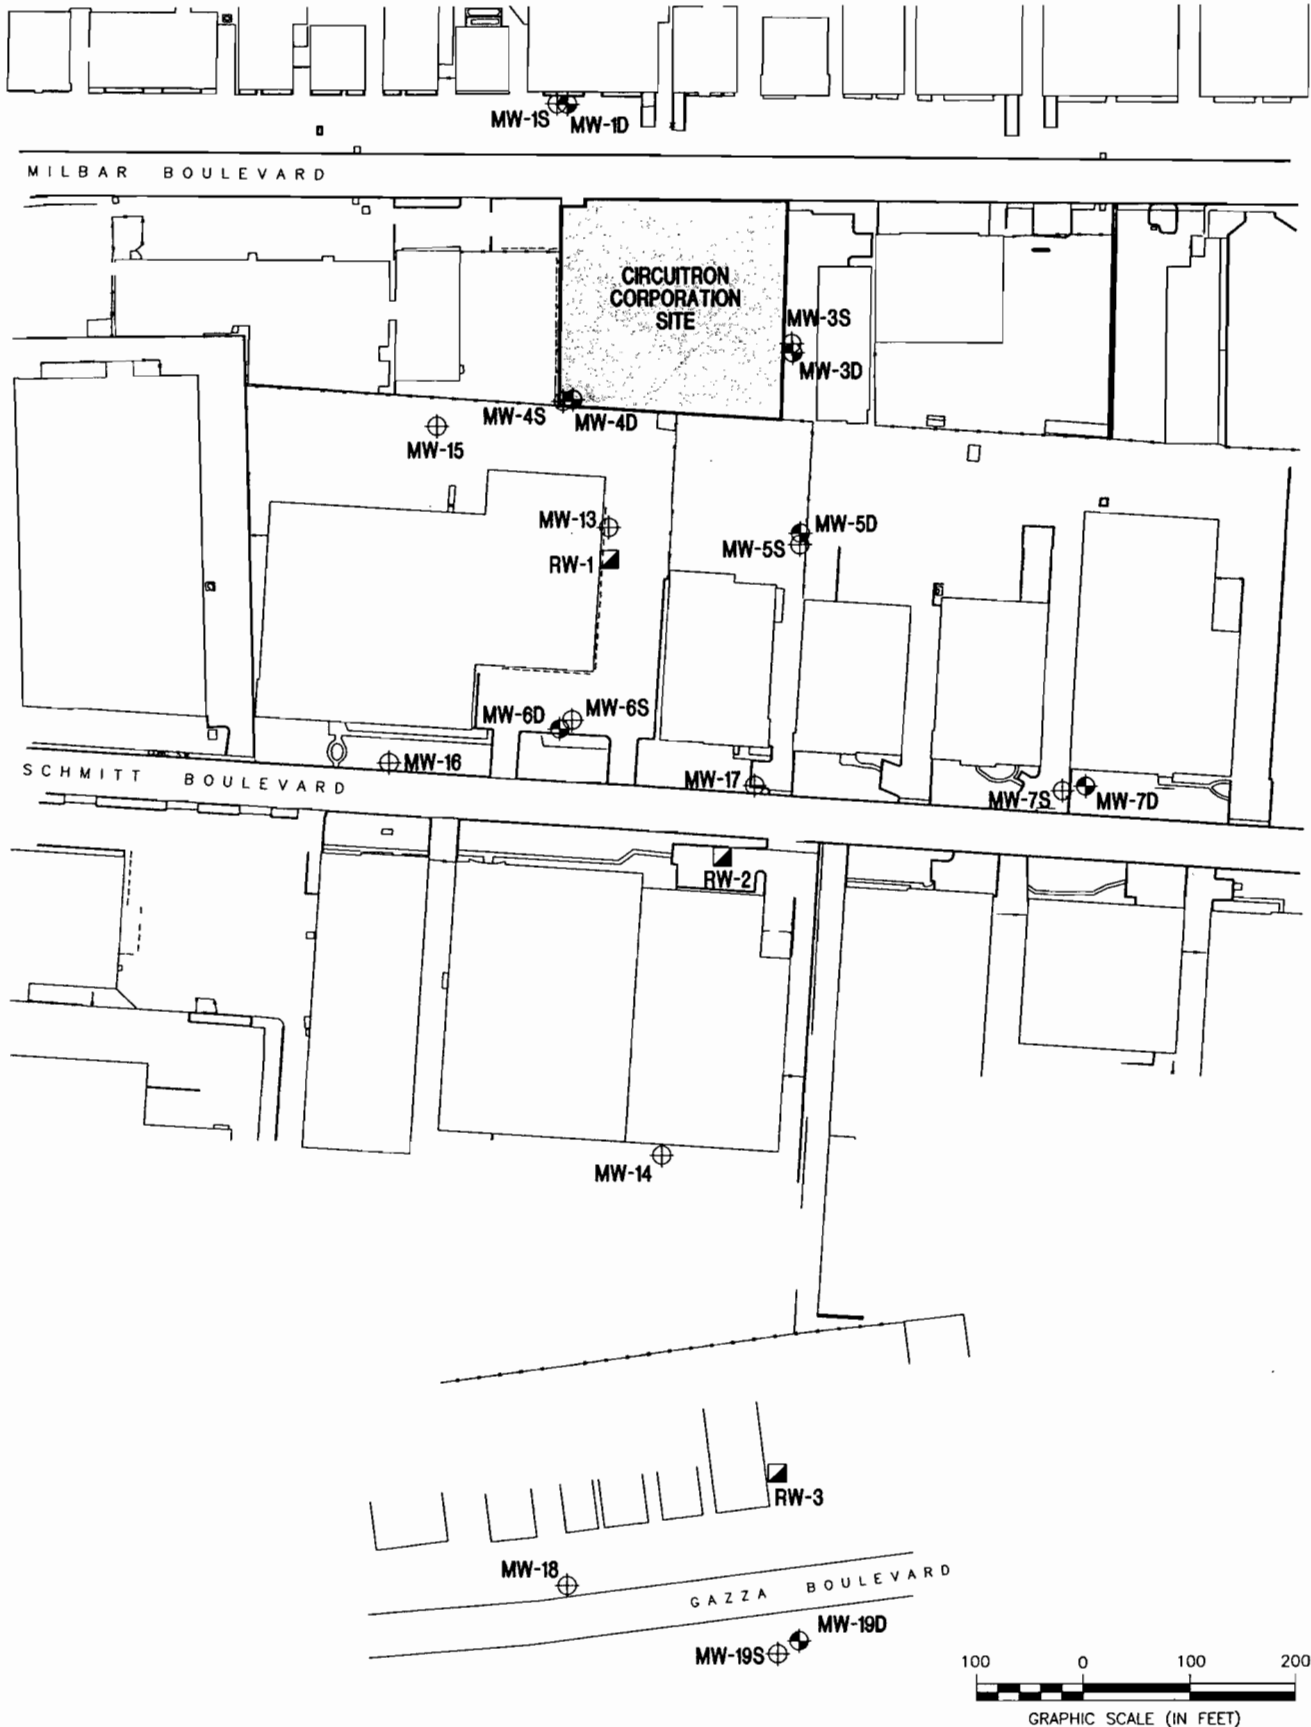 MW-1S
MW-1D
MILBAR BOULEVARD
CIRCUITRON
CORPORATION
SITE
MW-3S
MW-3D
MW-4S
MW-4D
MW-15
MW-13
MW-5D
MW-5S
RW-1
MW-6D
MW-6S
MW-16
SCHMITT BOULEVARD
MW-17
MW-7S
MW-7D
RW-2
MW-14
RW-3
MW-18
GAZZA BOULEVARD
MW-19D
MW-19S
100 0 100 200
GRAPHIC SCALE (IN FEET)